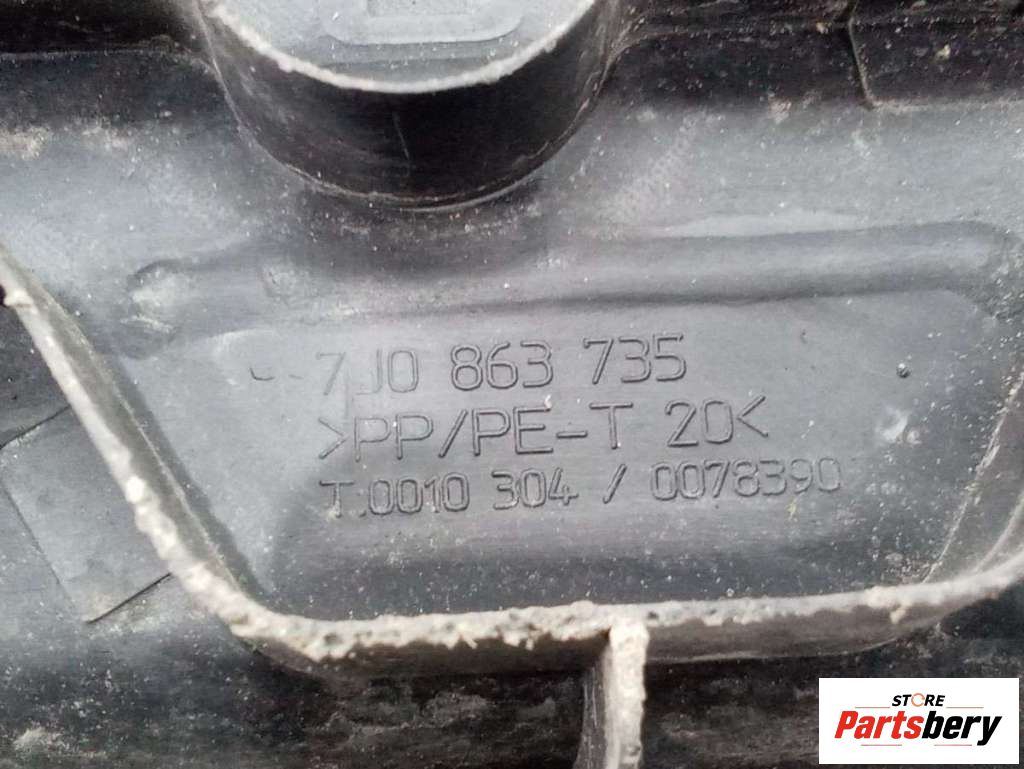 7J0 863 735
>PP/PE-T 20<
T.0010 304 / 0078390
STORE
Partsbery